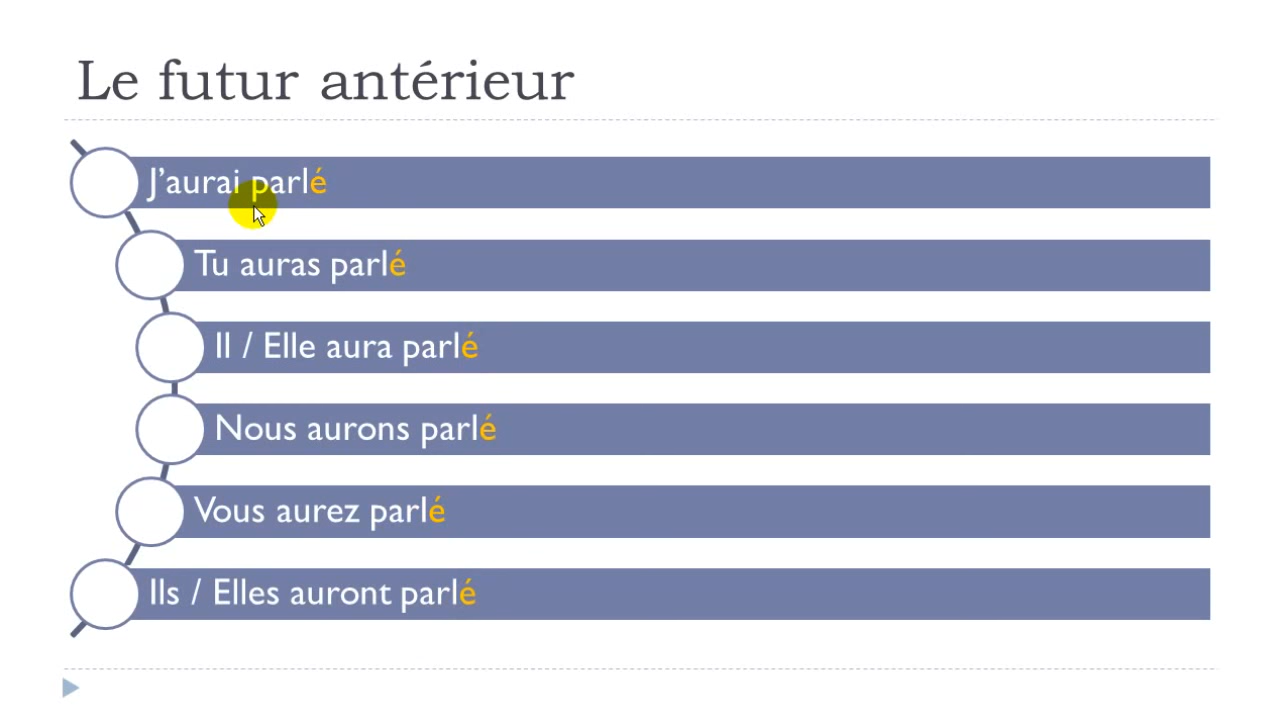 Le futur antérieur
J’aurai parlé
Tu auras parlé
Il / Elle aura parlé
Nous aurons parlé
Vous aurez parlé
Ils / Elles auront parlé